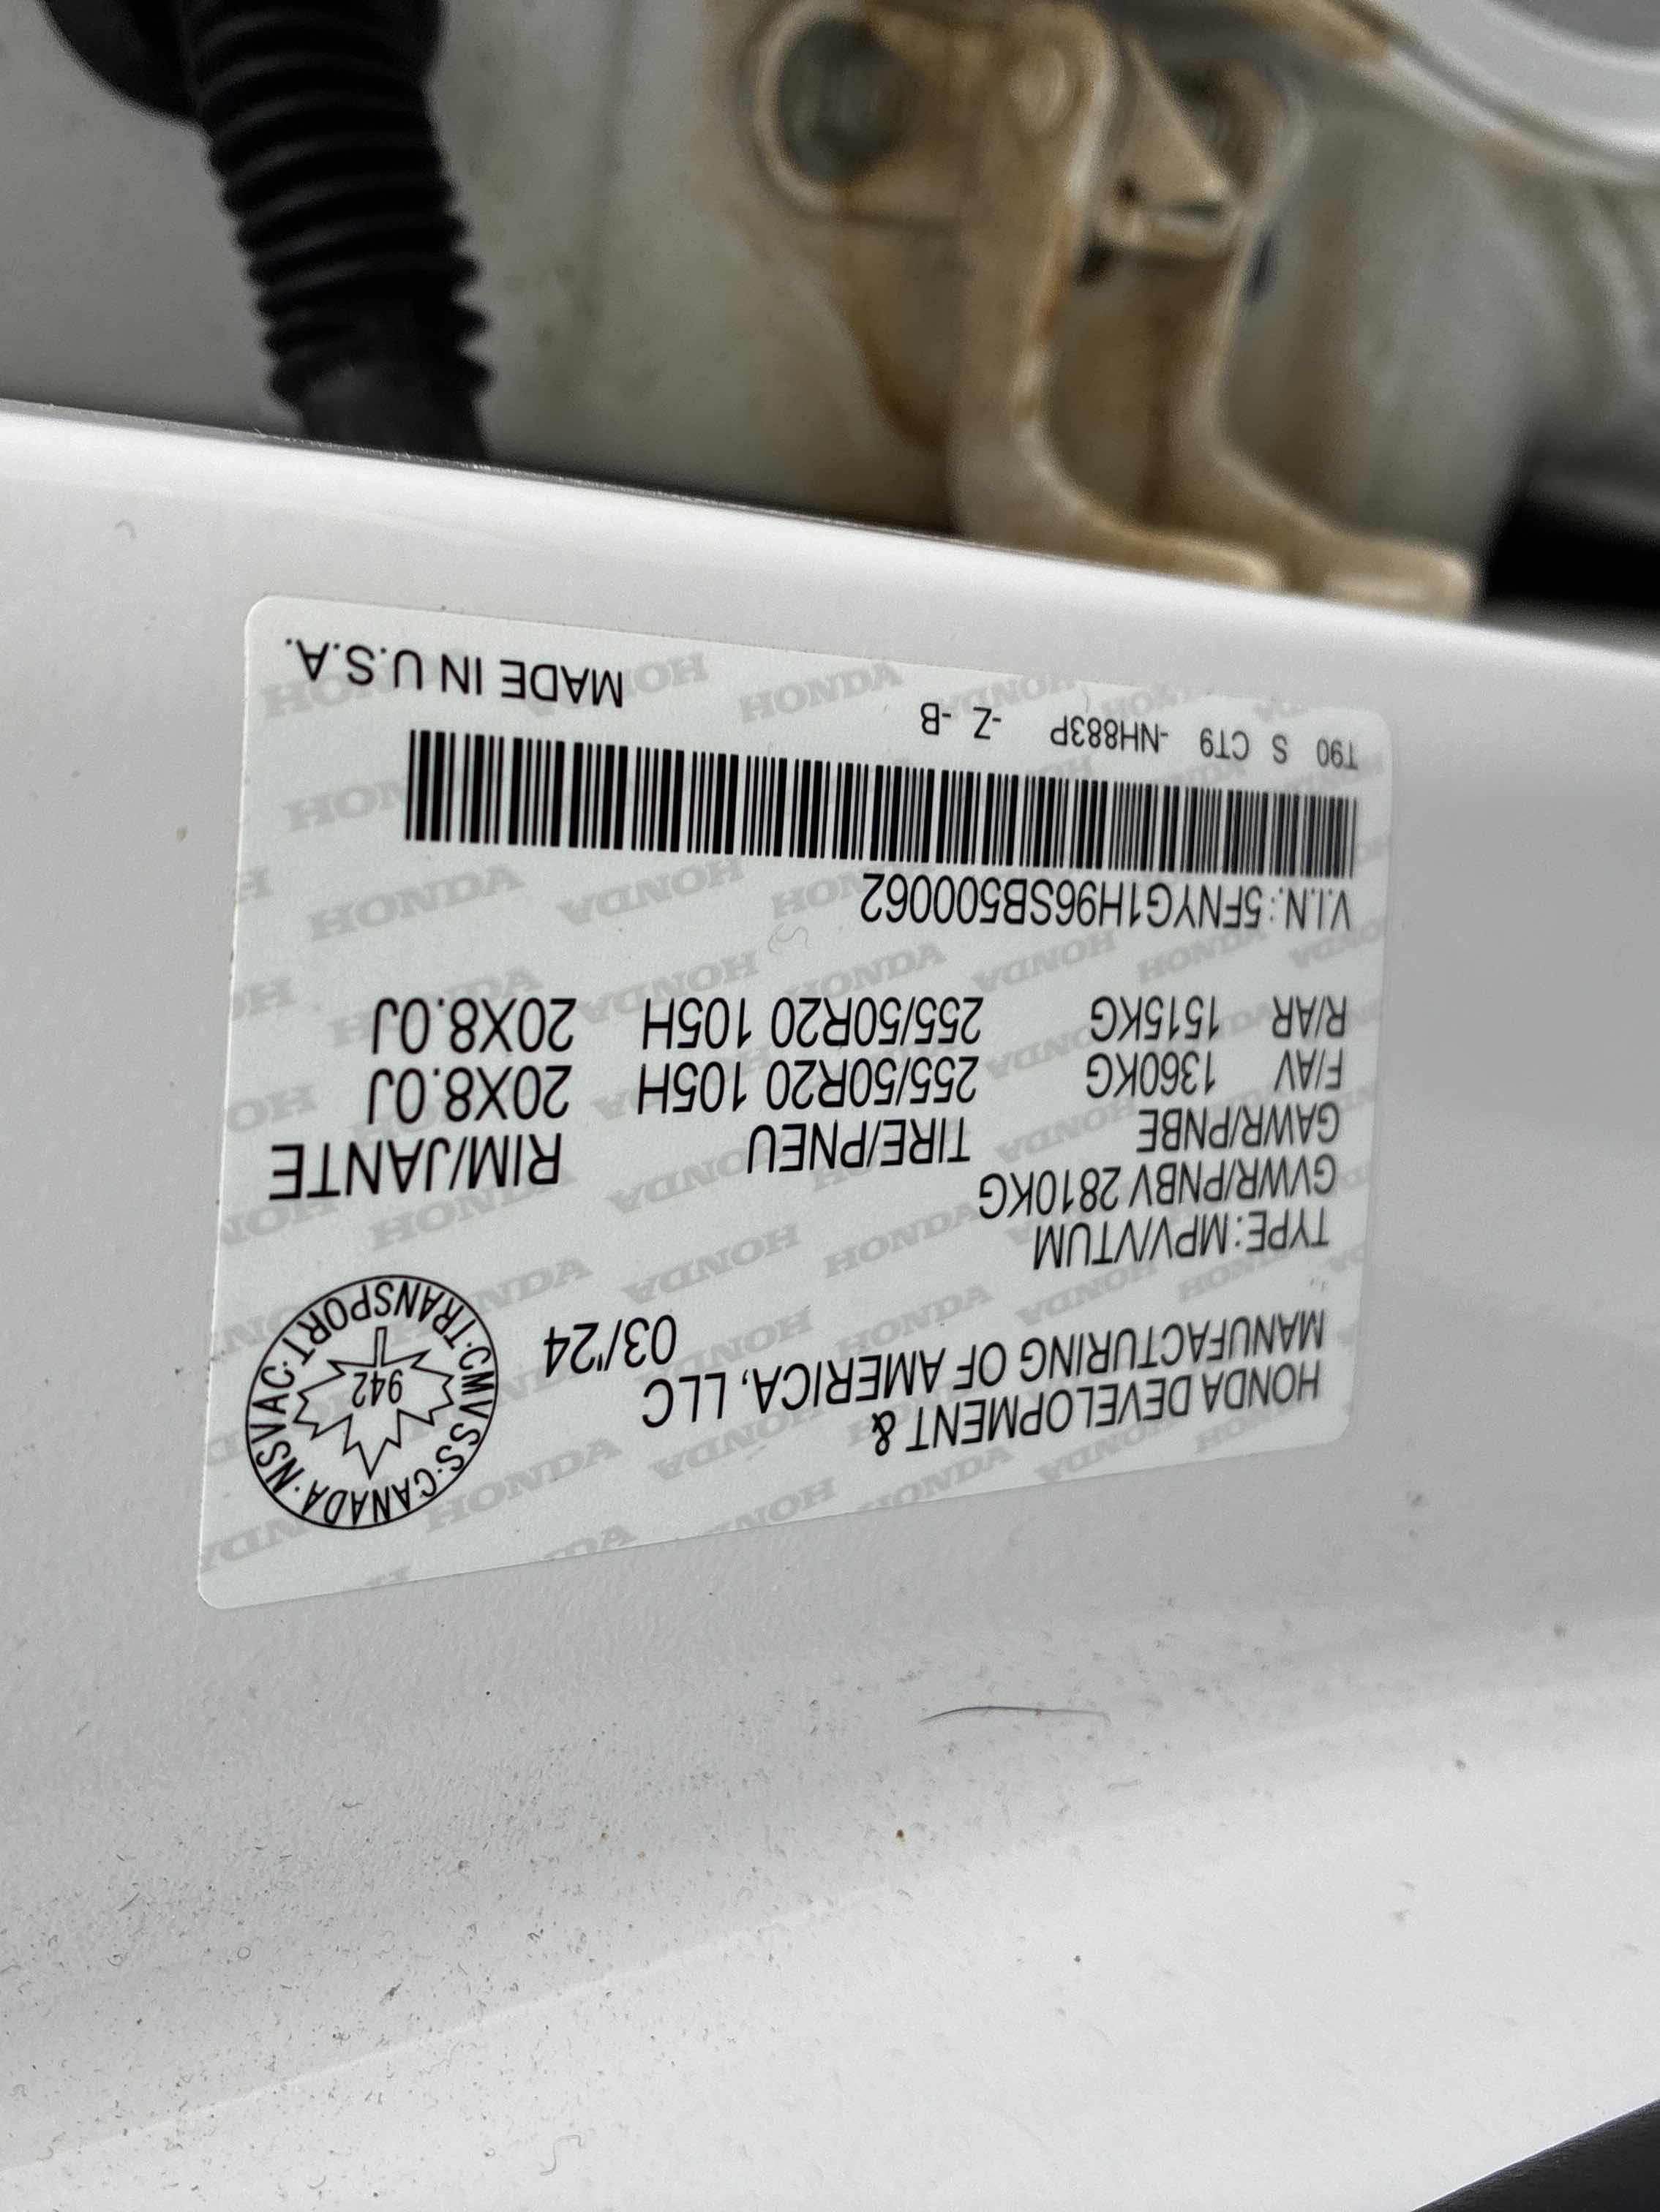 HONDA DEVELOPMENT &
MANUFACTURING OF AMERICA, LLC
03/'24
CMVSS·CANADA·NSVAC·TRANSPORT·
942
TYPE:MPV/VTUM
GVWR/PNBV 2810KG
GAWR/PNBE TIRE/PNEU RIM/JANTE
F/AV 1360KG 255/50R20 105H 20X8.0J
R/AR 1515KG 255/50R20 105H 20X8.0J
V.I.N.:5FNYG1H96SB500062
T90 S CT9 -NH883P -Z -B
MADE IN U.S.A.
HONDA